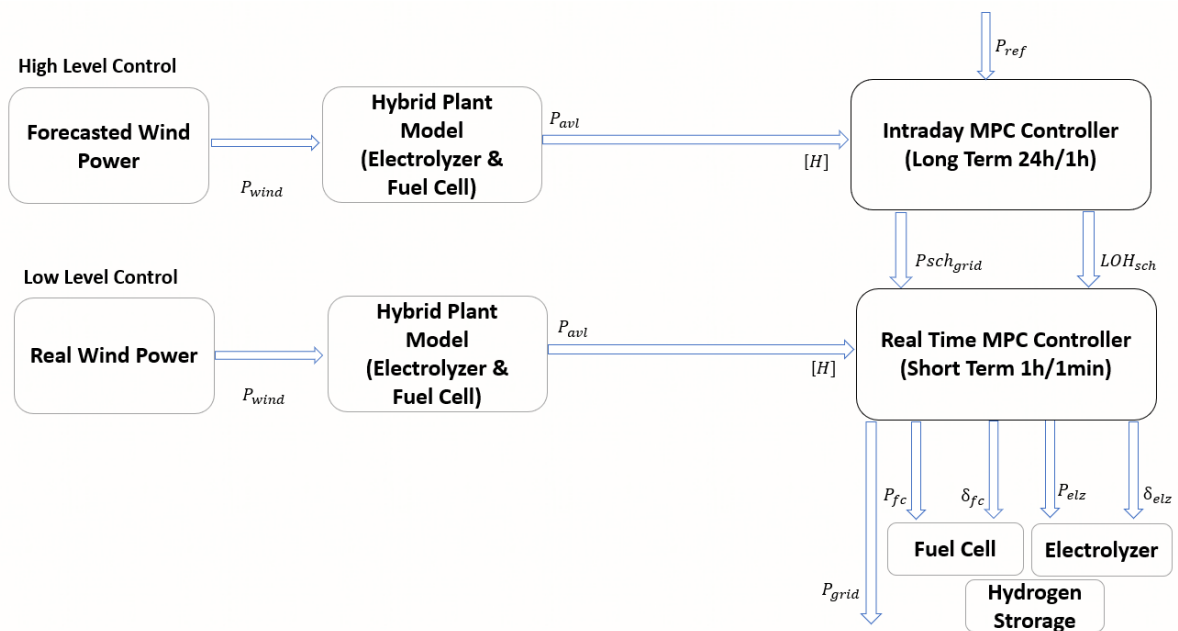 P_ref
High Level Control
Forecasted Wind
Power
P_wind
Hybrid Plant
Model
(Electrolyzer &
Fuel Cell)
P_avl
[H]
Intraday MPC Controller
(Long Term 24h/1h)
Psch_grid
LOH_sch
Low Level Control
Real Wind Power
P_wind
Hybrid Plant
Model
(Electrolyzer &
Fuel Cell)
P_avl
[H]
Real Time MPC Controller
(Short Term 1h/1min)
P_fc
δ_fc
P_elz
δ_elz
Fuel Cell
Electrolyzer
P_grid
Hydrogen
Strorage